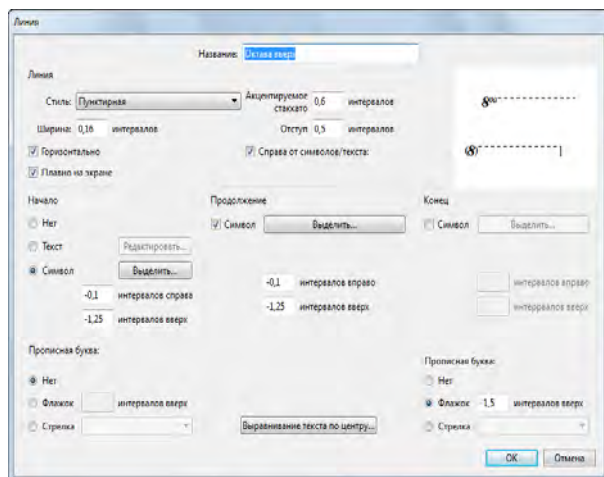 Линия
Название: Октава вверх
Линия
Стиль: Пунктирная
Акцентируемое стаккато 0,6 интервалов
Ширина: 0,16 интервалов
Отступ 0,5 интервалов
Горизонтально
Справа от символов/текста:
Плавно на экране
8va
(8)
Начало
Продолжение
Конец
Нет
Символ Выделить...
Символ Выделить...
Текст Редактировать...
Символ Выделить...
-0,1 интервалов справа
-0,1 интервалов вправо
интервалов вправо
-1,25 интервалов вверх
-1,25 интервалов вверх
интерввалов вверх
Прописная буква:
Прописная буква:
Нет
Нет
Флажок интервалов вверх
Флажок -1,5 интервалов вверх
Стрелка
Выравнивание текста по центру...
Стрелка
OK Отмена